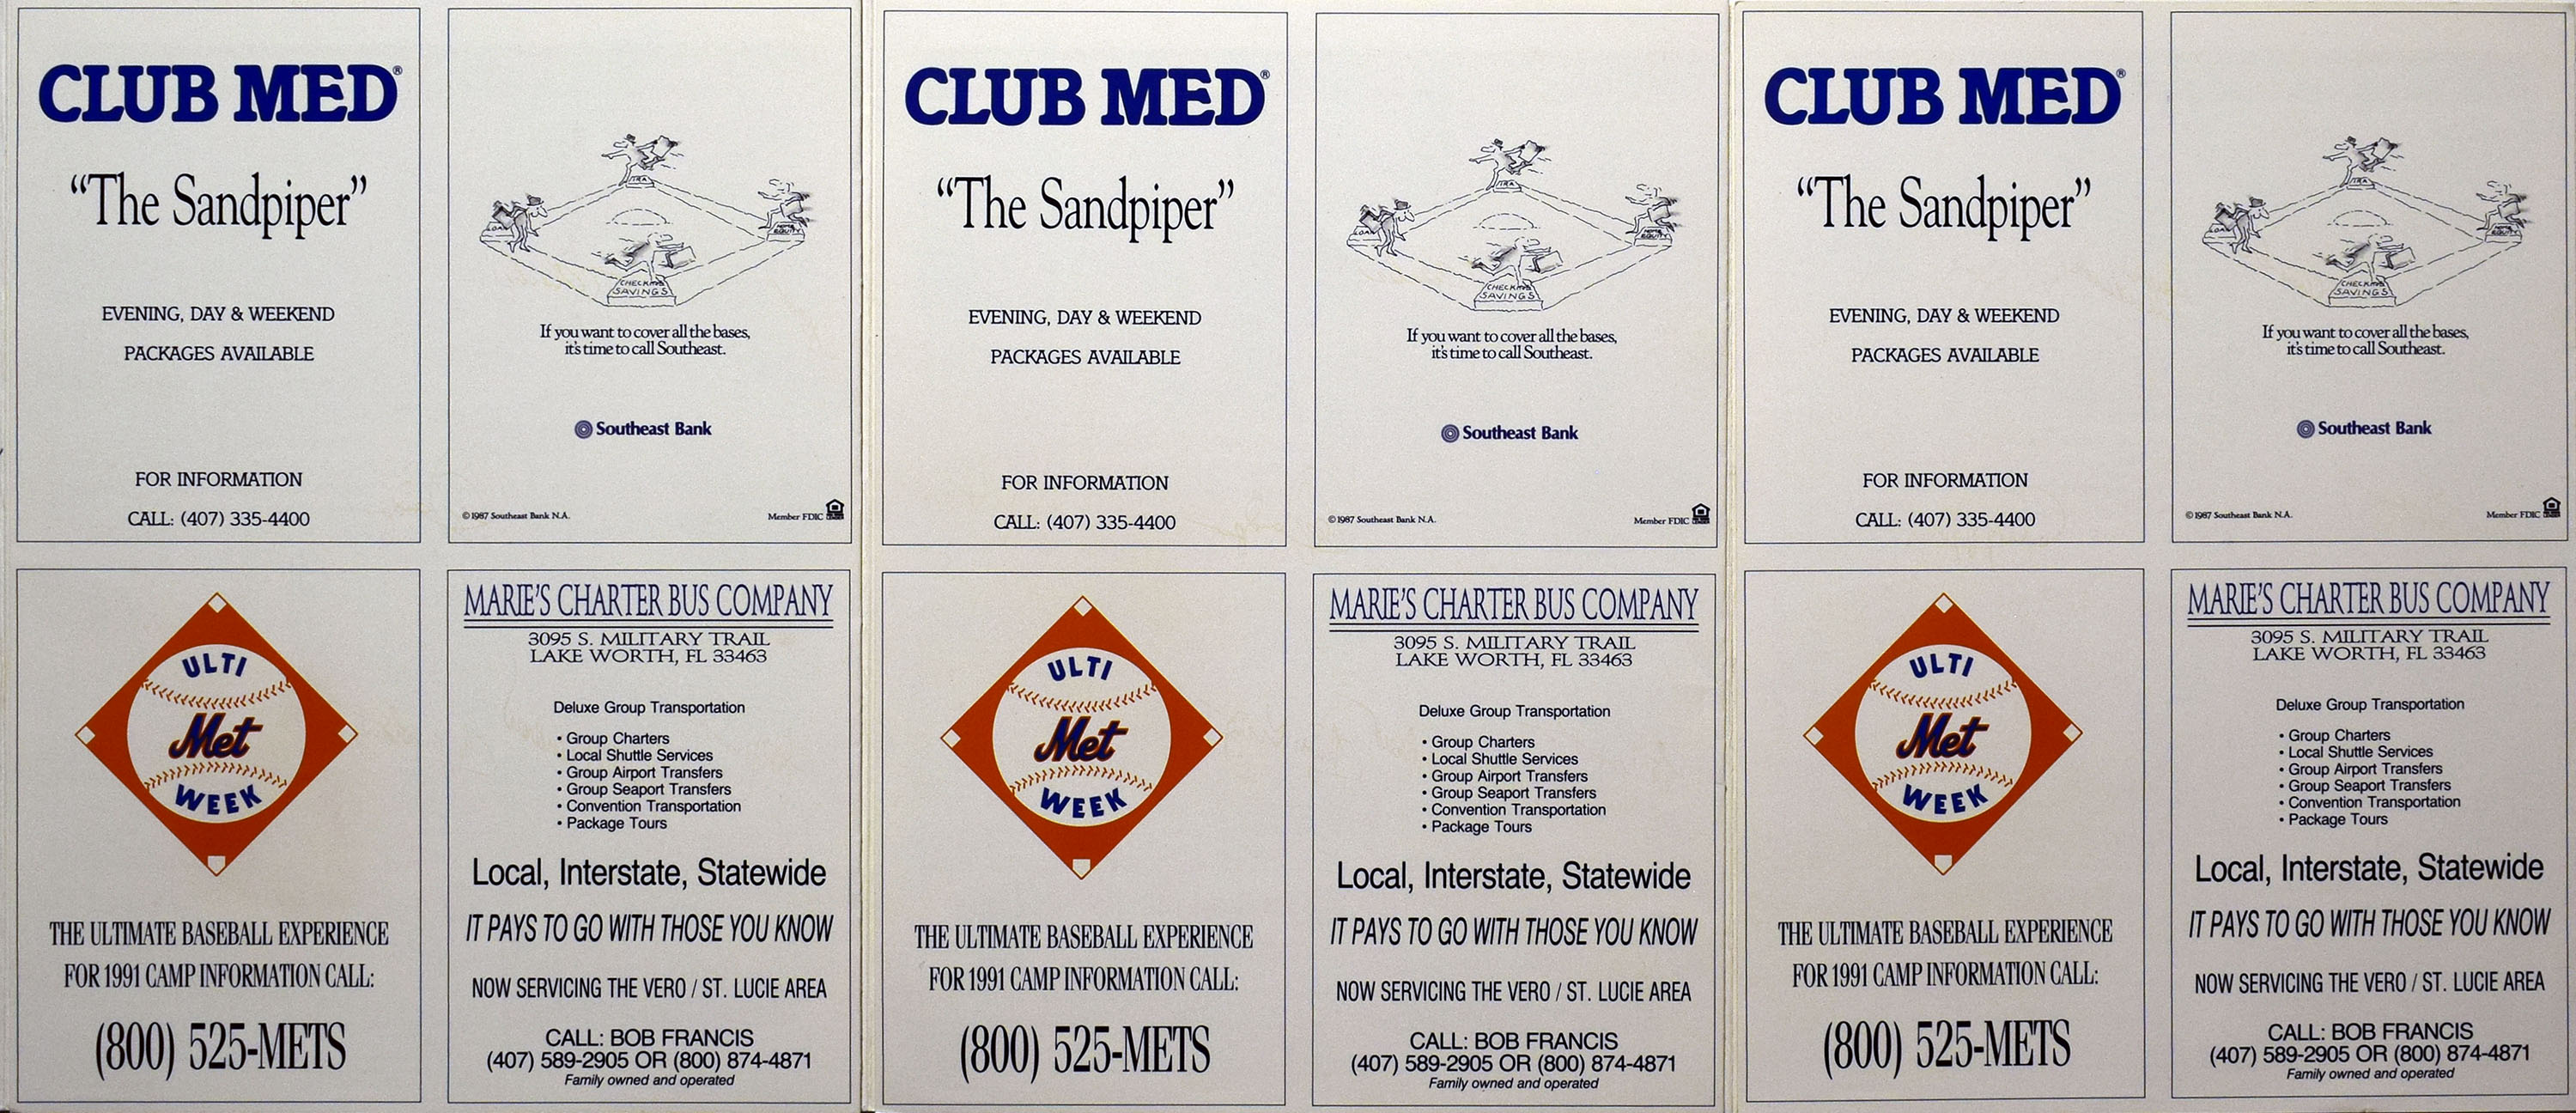 CLUB MED®
"The Sandpiper"
EVENING, DAY & WEEKEND
PACKAGES AVAILABLE
FOR INFORMATION
CALL: (407) 335-4400
IRA
LOAN
HOME EQUITY
CHECKING
SAVINGS
If you want to cover all the bases,
it's time to call Southeast.
Southeast Bank
©1987 Southeast Bank N.A.
Member FDIC
ULTI
Met
WEEK
THE ULTIMATE BASEBALL EXPERIENCE
FOR 1991 CAMP INFORMATION CALL:
(800) 525-METS
MARIE'S CHARTER BUS COMPANY
3095 S. MILITARY TRAIL
LAKE WORTH, FL 33463
Deluxe Group Transportation
• Group Charters
• Local Shuttle Services
• Group Airport Transfers
• Group Seaport Transfers
• Convention Transportation
• Package Tours
Local, Interstate, Statewide
IT PAYS TO GO WITH THOSE YOU KNOW
NOW SERVICING THE VERO / ST. LUCIE AREA
CALL: BOB FRANCIS
(407) 589-2905 OR (800) 874-4871
Family owned and operated
CLUB MED®
"The Sandpiper"
EVENING, DAY & WEEKEND
PACKAGES AVAILABLE
FOR INFORMATION
CALL: (407) 335-4400
IRA
LOAN
HOME EQUITY
CHECKING
SAVINGS
If you want to cover all the bases,
it's time to call Southeast.
Southeast Bank
©1987 Southeast Bank N.A.
Member FDIC
ULTI
Met
WEEK
THE ULTIMATE BASEBALL EXPERIENCE
FOR 1991 CAMP INFORMATION CALL:
(800) 525-METS
MARIE'S CHARTER BUS COMPANY
3095 S. MILITARY TRAIL
LAKE WORTH, FL 33463
Deluxe Group Transportation
• Group Charters
• Local Shuttle Services
• Group Airport Transfers
• Group Seaport Transfers
• Convention Transportation
• Package Tours
Local, Interstate, Statewide
IT PAYS TO GO WITH THOSE YOU KNOW
NOW SERVICING THE VERO / ST. LUCIE AREA
CALL: BOB FRANCIS
(407) 589-2905 OR (800) 874-4871
Family owned and operated
CLUB MED®
"The Sandpiper"
EVENING, DAY & WEEKEND
PACKAGES AVAILABLE
FOR INFORMATION
CALL: (407) 335-4400
IRA
LOAN
HOME EQUITY
CHECKING
SAVINGS
If you want to cover all the bases,
it's time to call Southeast.
Southeast Bank
©1987 Southeast Bank N.A.
Member FDIC
ULTI
Met
WEEK
THE ULTIMATE BASEBALL EXPERIENCE
FOR 1991 CAMP INFORMATION CALL:
(800) 525-METS
MARIE'S CHARTER BUS COMPANY
3095 S. MILITARY TRAIL
LAKE WORTH, FL 33463
Deluxe Group Transportation
• Group Charters
• Local Shuttle Services
• Group Airport Transfers
• Group Seaport Transfers
• Convention Transportation
• Package Tours
Local, Interstate, Statewide
IT PAYS TO GO WITH THOSE YOU KNOW
NOW SERVICING THE VERO / ST. LUCIE AREA
CALL: BOB FRANCIS
(407) 589-2905 OR (800) 874-4871
Family owned and operated